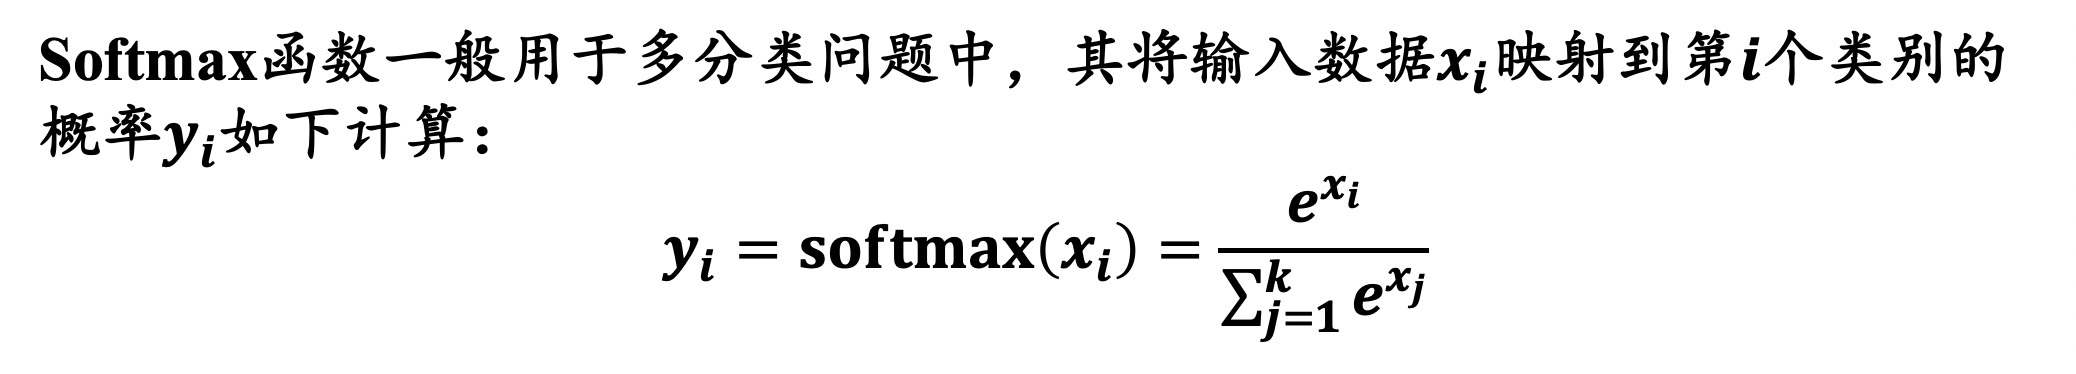 Softmax函数一般用于多分类问题中，其将输入数据𝒙ᵢ映射到第𝒊个类别的
概率𝒚ᵢ如下计算：
yᵢ = softmax(xᵢ) = e^{xᵢ} / ∑_{j=1}^{k} e^{xⱼ}